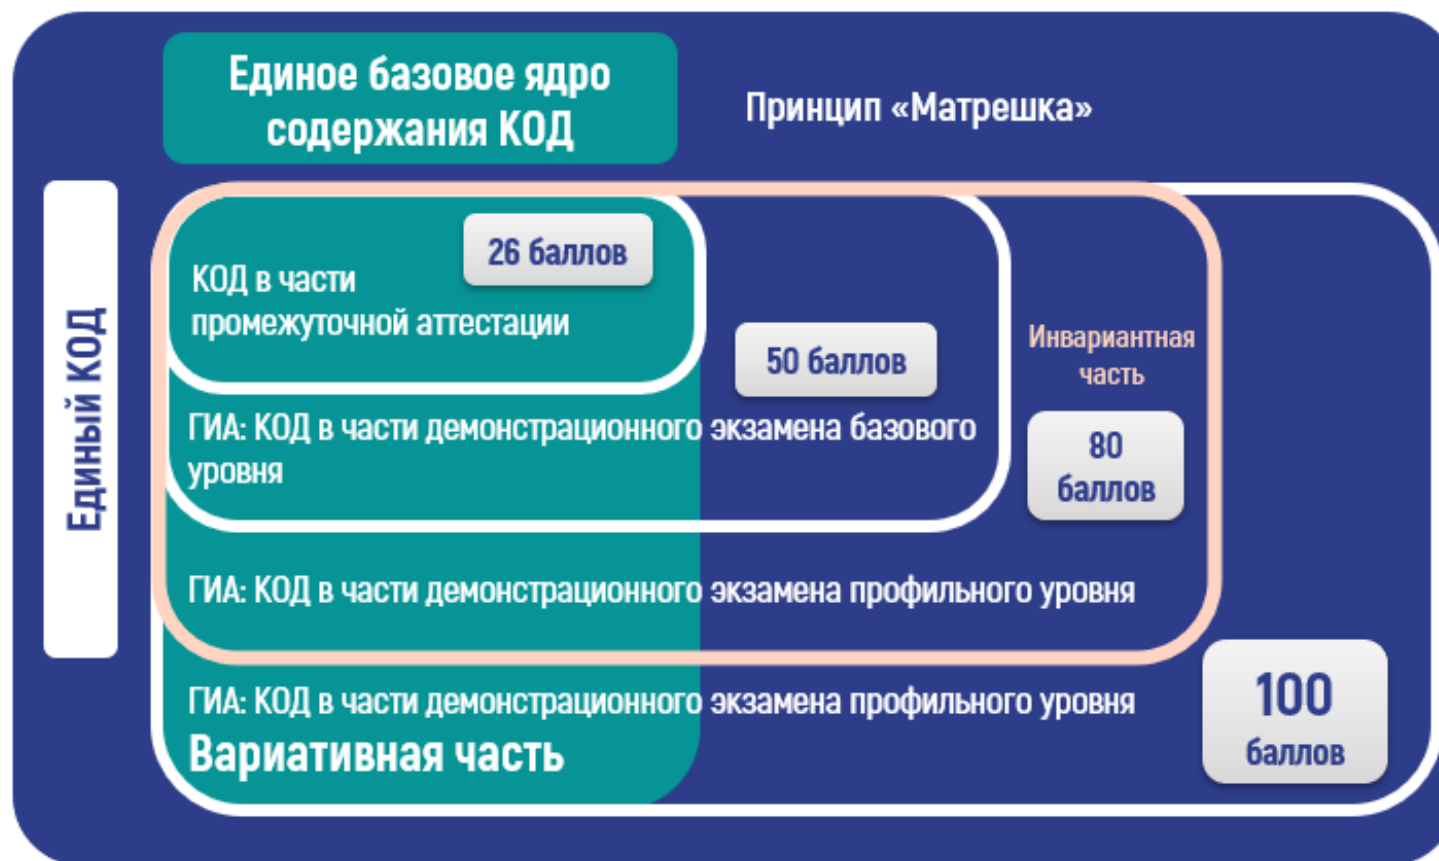 Единое базовое ядро
содержания КОД
Принцип «Матрешка»
Единый КОД
26 баллов
КОД в части
промежуточной аттестации
50 баллов
ГИА: КОД в части демонстрационного экзамена базового
уровня
Инвариантная
часть
80
баллов
ГИА: КОД в части демонстрационного экзамена профильного уровня
ГИА: КОД в части демонстрационного экзамена профильного уровня
Вариативная часть
100
баллов